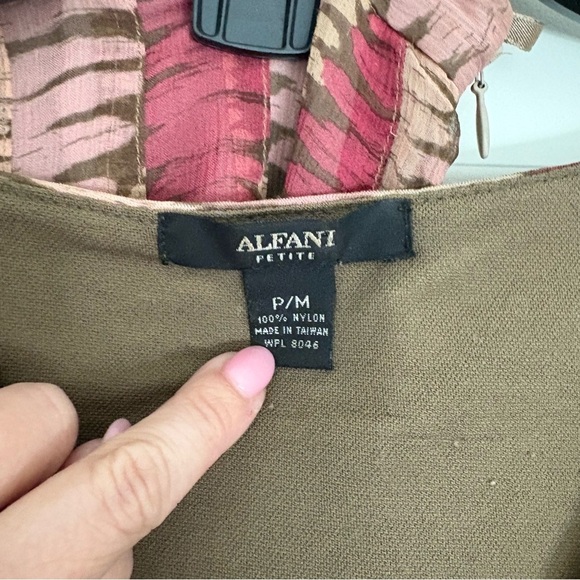 ALFANI
PETITE
P/M
100% NYLON
MADE IN TAIWAN
WPL 8046